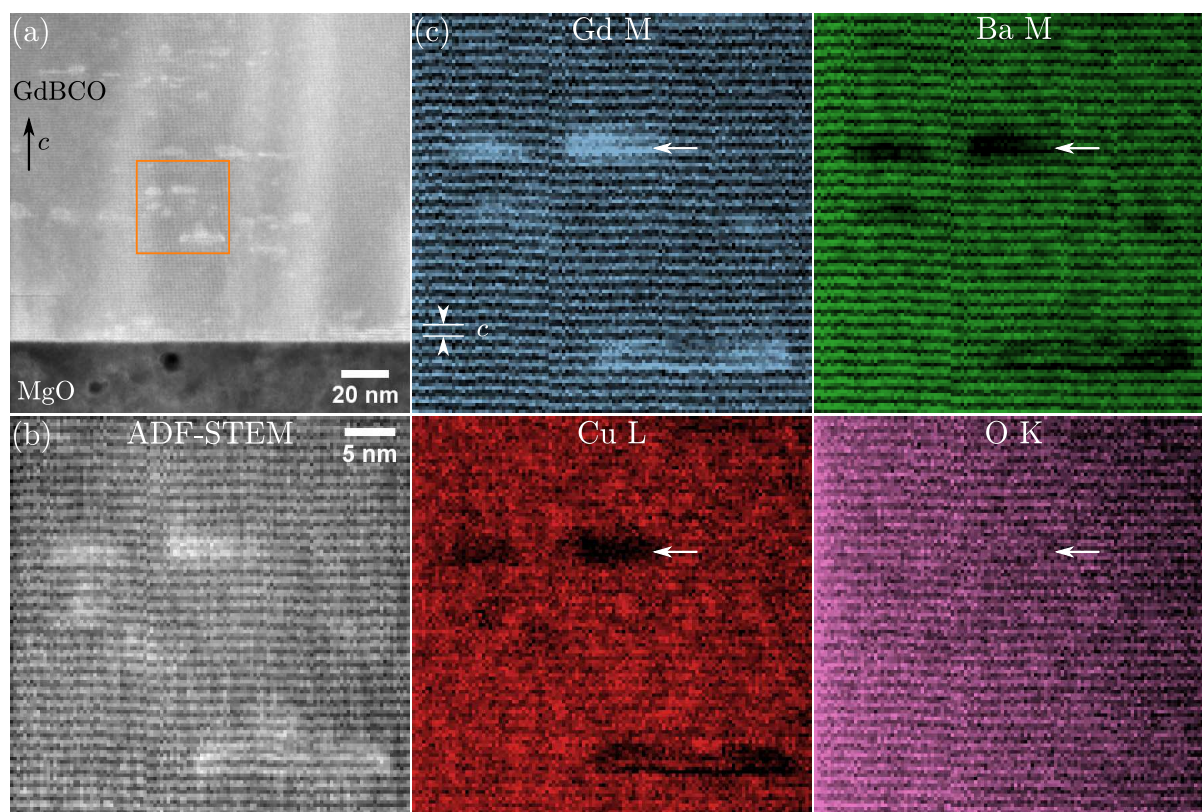 (a)
GdBCO
c
MgO
20 nm
(c)
Gd M
c
Ba M
(b)
ADF-STEM
5 nm
Cu L
O K